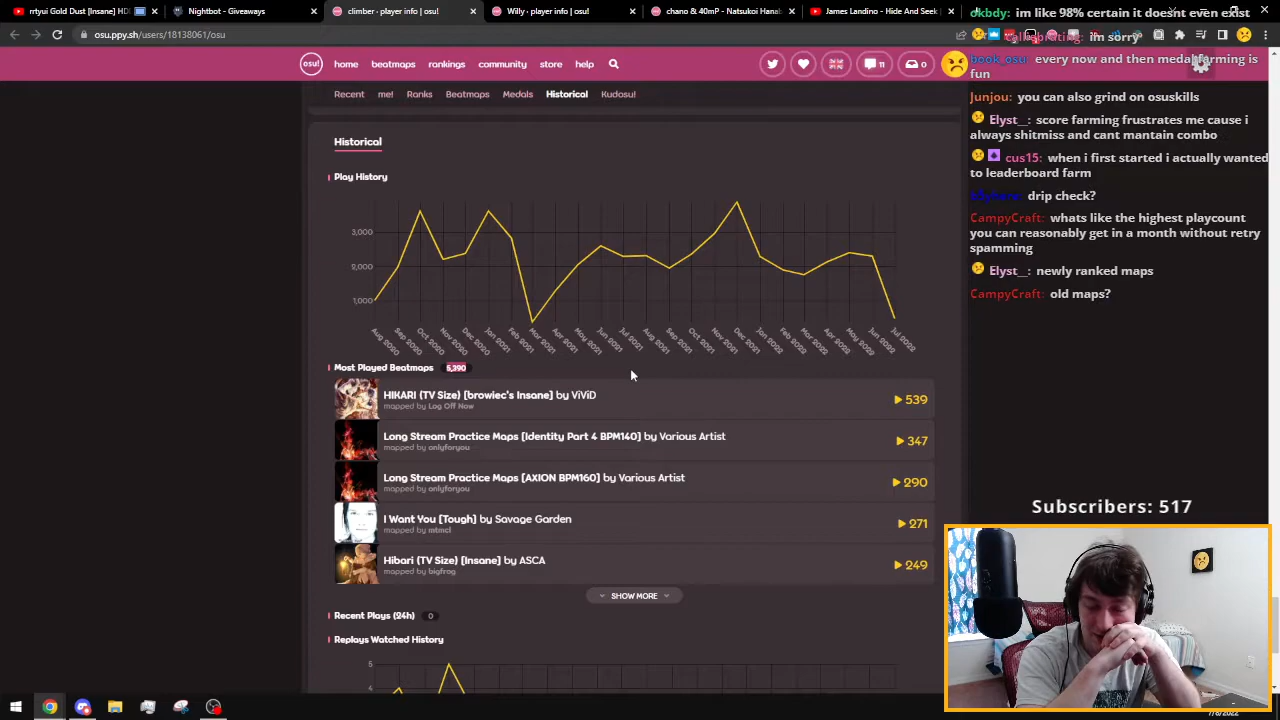 rrtyui Gold Dust [Insane] HD
Nightbot - Giveaways
climber · player info | osu!
Willy · player info | osu!
chano & 40mP - Natsukoi Hanab
James Landino - Hide And Seek
osu.ppy.sh/users/18138061/osu
osu!
home
beatmaps
rankings
community
store
help
11
0
Recent
me!
Ranks
Beatmaps
Medals
Historical
Kudosu!
Historical
Play History
3,000
2,000
1,000
Aug 2020
Sep 2020
Oct 2020
Nov 2020
Dec 2020
Jan 2021
Feb 2021
Mar 2021
Apr 2021
May 2021
Jun 2021
Jul 2021
Aug 2021
Sep 2021
Oct 2021
Nov 2021
Dec 2021
Jan 2022
Feb 2022
Mar 2022
Apr 2022
May 2022
Jun 2022
Jul 2022
Most Played Beatmaps 5,390
HIKARI (TV Size) [browiec's Insane] by ViViD
mapped by Log Off Now
539
Long Stream Practice Maps [Identity Part 4 BPM140] by Various Artist
mapped by onlyforyou
347
Long Stream Practice Maps [AXION BPM160] by Various Artist
mapped by onlyforyou
290
I Want You [Tough] by Savage Garden
mapped by mtmcl
271
Hibari (TV Size) [Insane] by ASCA
mapped by bigfrog
249
SHOW MORE
Recent Plays (24h) 0
Replays Watched History
5
4
okbdy: im like 98% certain it doesnt even exist
im sorry
every now and then medal farming is
fun
Junjou: you can also grind on osuskills
Elyst__: score farming frustrates me cause i
always shitmiss and cant mantain combo
cus15: when i first started i actually wanted
to leaderboard farm
drip check?
CampyCraft: whats like the highest playcount
you can reasonably get in a month without retry
spamming
Elyst__: newly ranked maps
CampyCraft: old maps?
Subscribers: 517